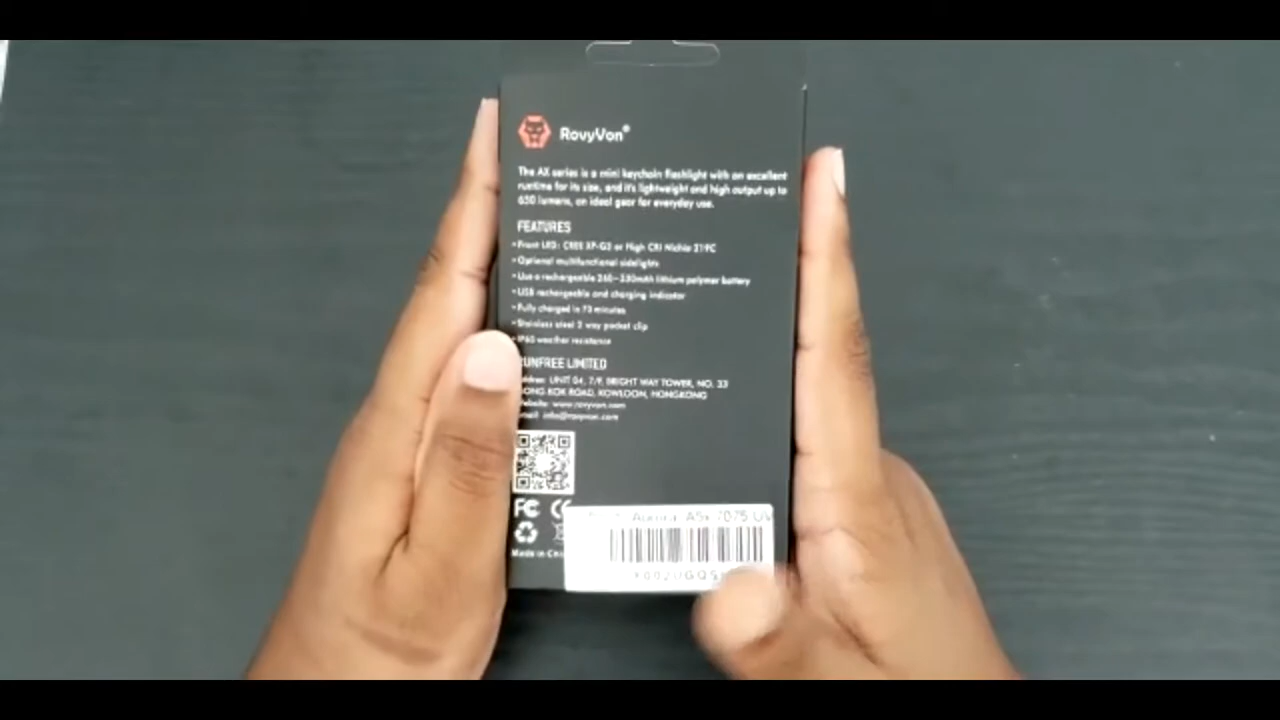 RovyVon®
The AX series is a mini keychain flashlight with an excellent
runtime for its size, and it's lightweight and high output up to
650 lumens, an ideal gear for everyday use.
FEATURES
• Front LED: CREE XP-G3 or High CRI Nichia 219C
• Optional multifunctional sidelights
• Use a rechargeable 260~330mAh lithium polymer battery
• USB rechargeable and charging indicator
• Fully charged in 75 minutes
• Stainless steel 2 way pocket clip
weather resistance
UNFREE LIMITED
UNIT 04, 7/F, BRIGHT WAY TOWER, NO. 33
ONG KOK ROAD, KOWLOON, HONGKONG
www.rovyvon.com
info@rovyvon.com
FC CE
Aurora A5x 7075 UV
Made in